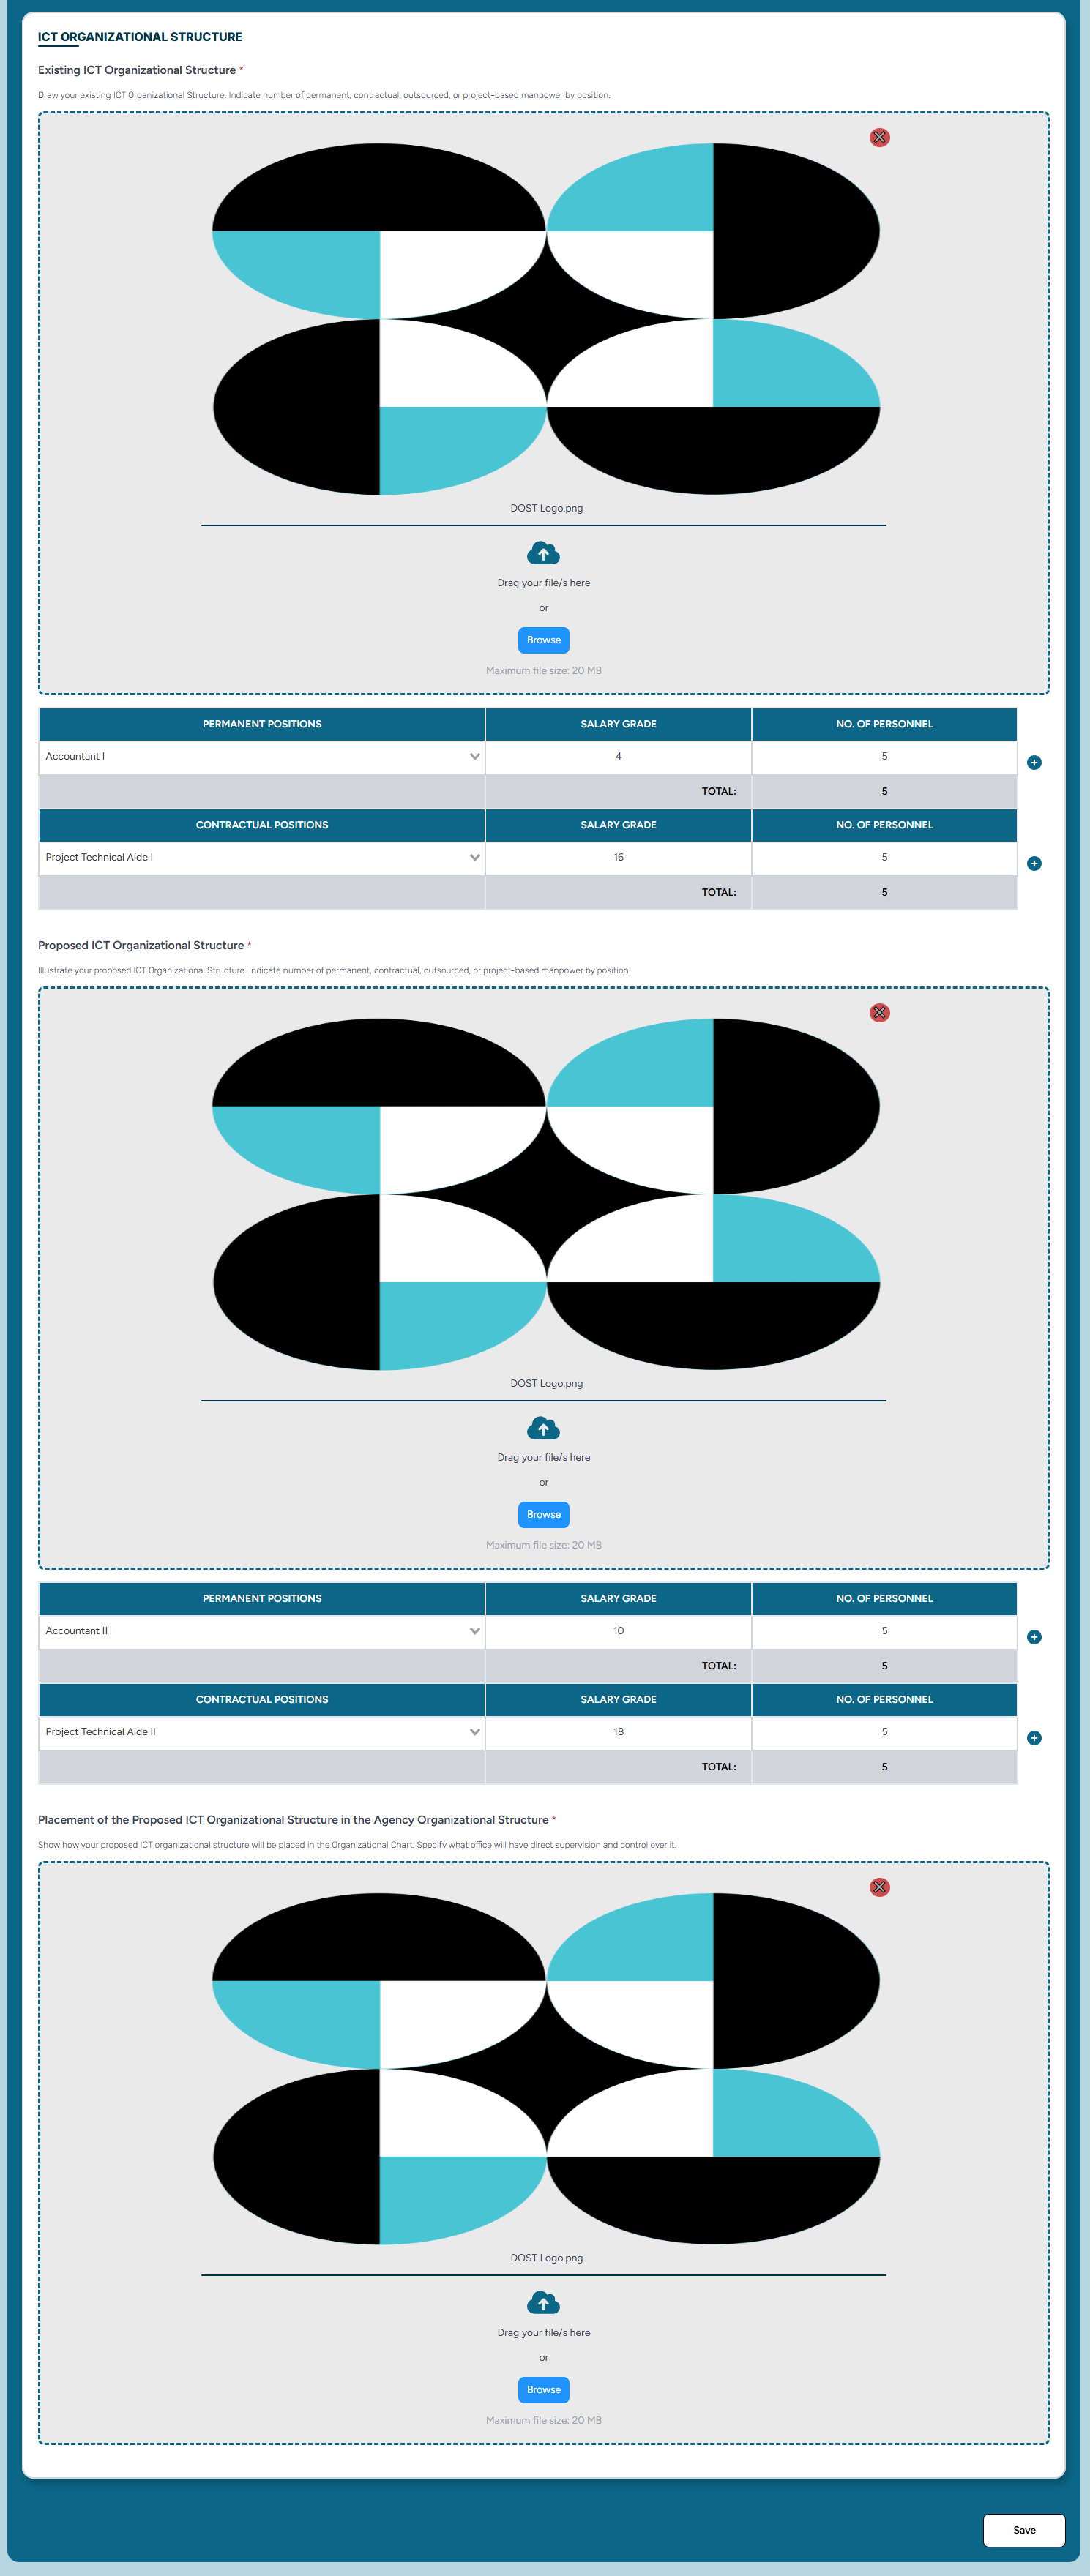 ICT ORGANIZATIONAL STRUCTURE
Existing ICT Organizational Structure *
Draw your existing ICT Organizational Structure. Indicate number of permanent, contractual, outsourced, or project-based manpower by position.
DOST Logo.png
Drag your file/s here
or
Browse
Maximum file size: 20 MB
PERMANENT POSITIONS SALARY GRADE NO. OF PERSONNEL
Accountant I 4 5
TOTAL: 5
CONTRACTUAL POSITIONS SALARY GRADE NO. OF PERSONNEL
Project Technical Aide I 16 5
TOTAL: 5
Proposed ICT Organizational Structure *
Illustrate your proposed ICT Organizational Structure. Indicate number of permanent, contractual, outsourced, or project-based manpower by position.
DOST Logo.png
Drag your file/s here
or
Browse
Maximum file size: 20 MB
PERMANENT POSITIONS SALARY GRADE NO. OF PERSONNEL
Accountant II 10 5
TOTAL: 5
CONTRACTUAL POSITIONS SALARY GRADE NO. OF PERSONNEL
Project Technical Aide II 18 5
TOTAL: 5
Placement of the Proposed ICT Organizational Structure in the Agency Organizational Structure *
Show how your proposed ICT organizational structure will be placed in the Organizational Chart. Specify what office will have direct supervision and control over it.
DOST Logo.png
Drag your file/s here
or
Browse
Maximum file size: 20 MB
Save